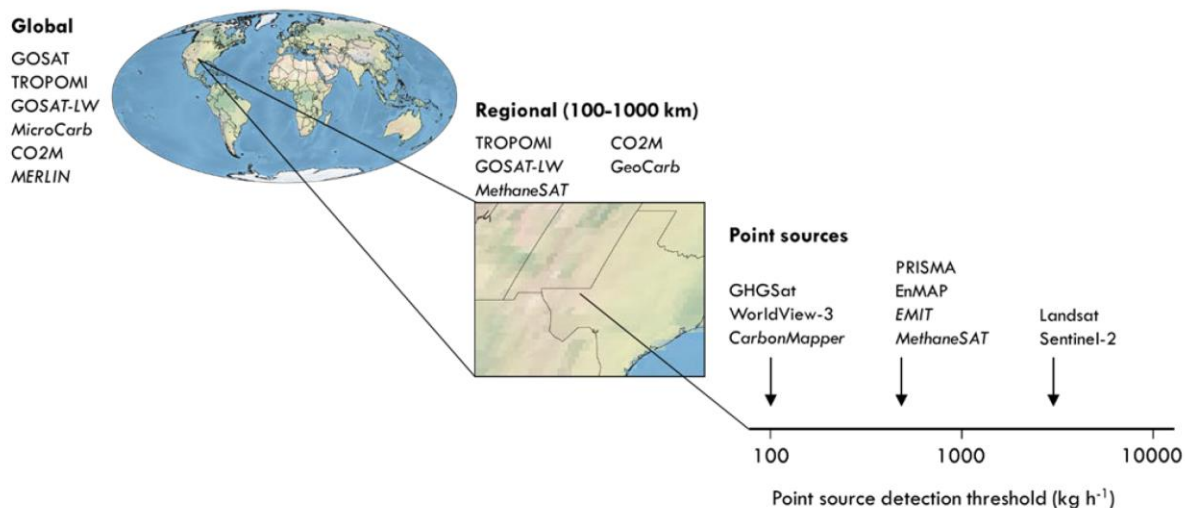 Global
GOSAT
TROPOMI
GOSAT-LW
MicroCarb
CO2M
MERLIN
Regional (100-1000 km)
TROPOMI CO2M
GOSAT-LW GeoCarb
MethaneSAT
Point sources
GHGSat
WorldView-3
CarbonMapper
PRISMA
EnMAP
EMIT
MethaneSAT
Landsat
Sentinel-2
100 1000 10000
Point source detection threshold (kg h⁻¹)